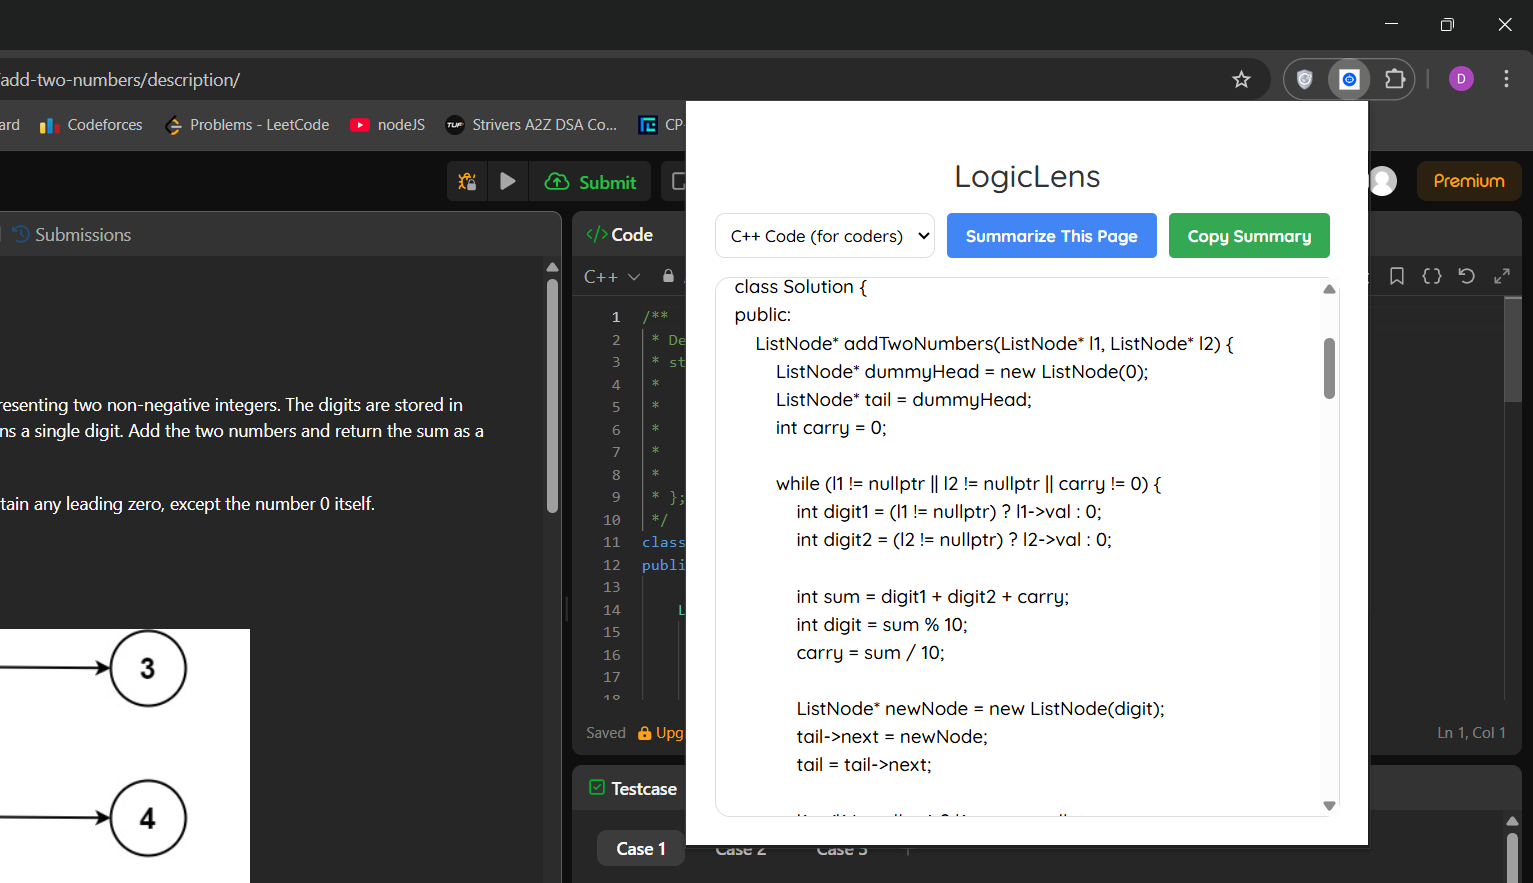 add-two-numbers/description/
D
ard
Codeforces
Problems - LeetCode
nodeJS
TUF
Strivers A2Z DSA Co...
CP-
Submit
Premium
Submissions
resenting two non-negative integers. The digits are stored in
ns a single digit. Add the two numbers and return the sum as a
tain any leading zero, except the number 0 itself.
3
4
</> Code
C++
1 /**
2 * De
3 * st
4 *
5 *
6 *
7 *
8 *
9 * };
10 */
11 class
12 publi
13
14 L
15
16
17
18
Saved
Upg
Ln 1, Col 1
Testcase
Case 1
Case 2
Case 3
+
LogicLens
C++ Code (for coders)
Summarize This Page
Copy Summary
class Solution {
public:
ListNode* addTwoNumbers(ListNode* l1, ListNode* l2) {
ListNode* dummyHead = new ListNode(0);
ListNode* tail = dummyHead;
int carry = 0;
while (l1 != nullptr || l2 != nullptr || carry != 0) {
int digit1 = (l1 != nullptr) ? l1->val : 0;
int digit2 = (l2 != nullptr) ? l2->val : 0;
int sum = digit1 + digit2 + carry;
int digit = sum % 10;
carry = sum / 10;
ListNode* newNode = new ListNode(digit);
tail->next = newNode;
tail = tail->next;